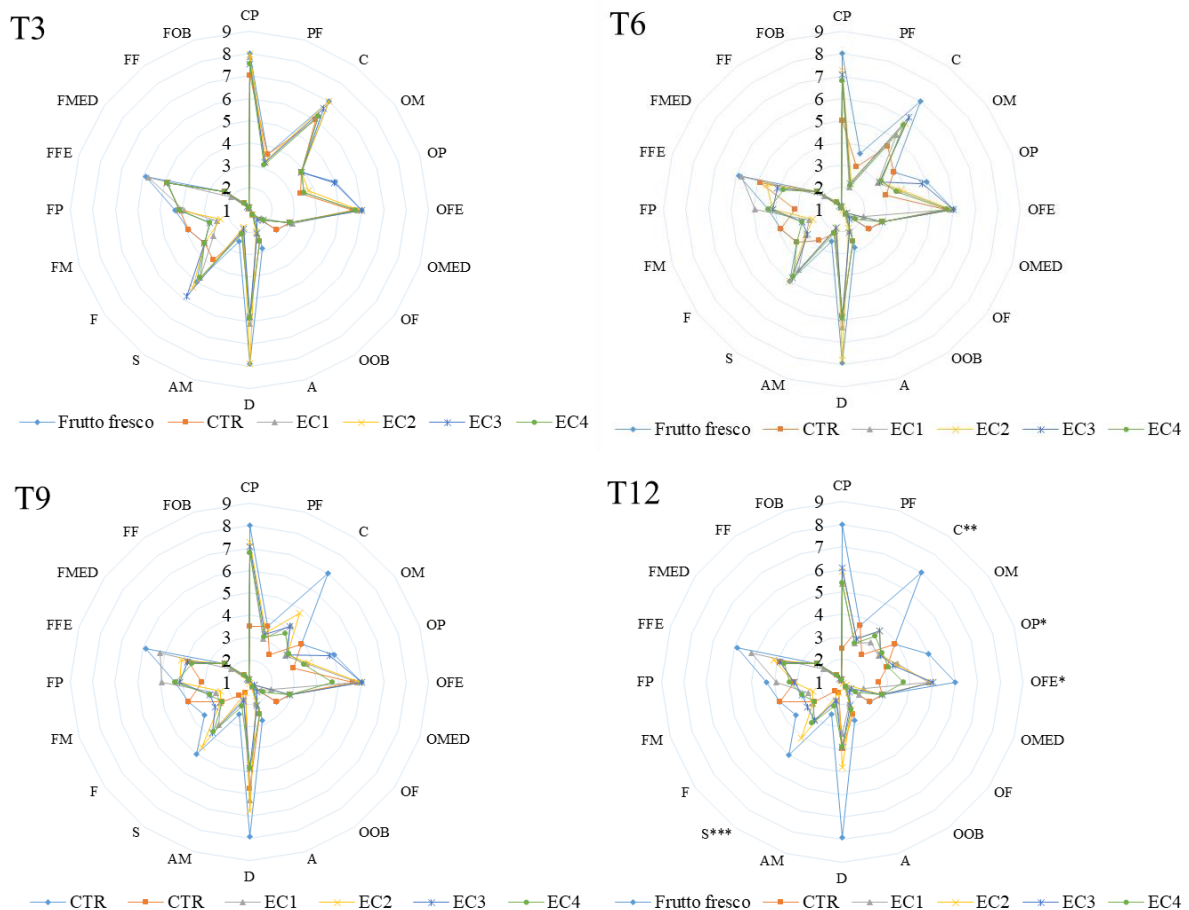 T3
CP
PF
C
OM
OP
OFE
OMED
OF
OOB
A
D
AM
S
F
FM
FP
FFE
FMED
FF
FOB
9
8
7
6
5
4
3
2
1
Frutto fresco CTR EC1 EC2 EC3 EC4
T6
CP
PF
C
OM
OP
OFE
OMED
OF
OOB
A
D
AM
S
F
FM
FP
FFE
FMED
FF
FOB
9
8
7
6
5
4
3
2
1
Frutto fresco CTR EC1 EC2 EC3 EC4
T9
CP
PF
C
OM
OP
OFE
OMED
OF
OOB
A
D
AM
S
F
FM
FP
FFE
FMED
FF
FOB
9
8
7
6
5
4
3
2
1
CTR CTR EC1 EC2 EC3 EC4
T12
CP
PF
C**
OM
OP*
OFE*
OMED
OF
OOB
A
D
AM
S***
F
FM
FP
FFE
FMED
FF
FOB
9
8
7
6
5
4
3
2
1
Frutto fresco CTR EC1 EC2 EC3 EC4